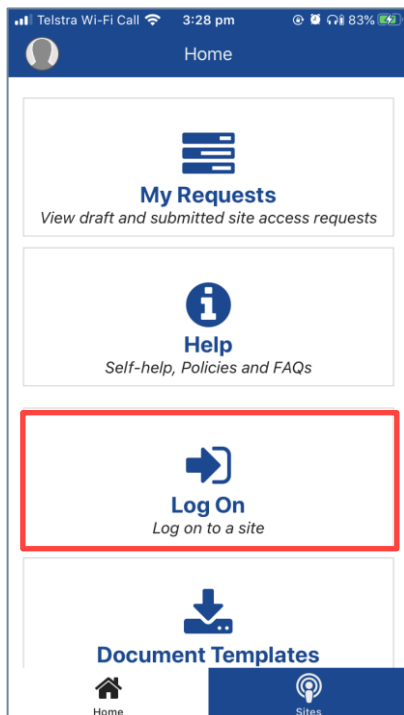 Telstra Wi-Fi Call 3:28 pm 83%
Home
My Requests
View draft and submitted site access requests
Help
Self-help, Policies and FAQs
Log On
Log on to a site
Document Templates
Home Sites